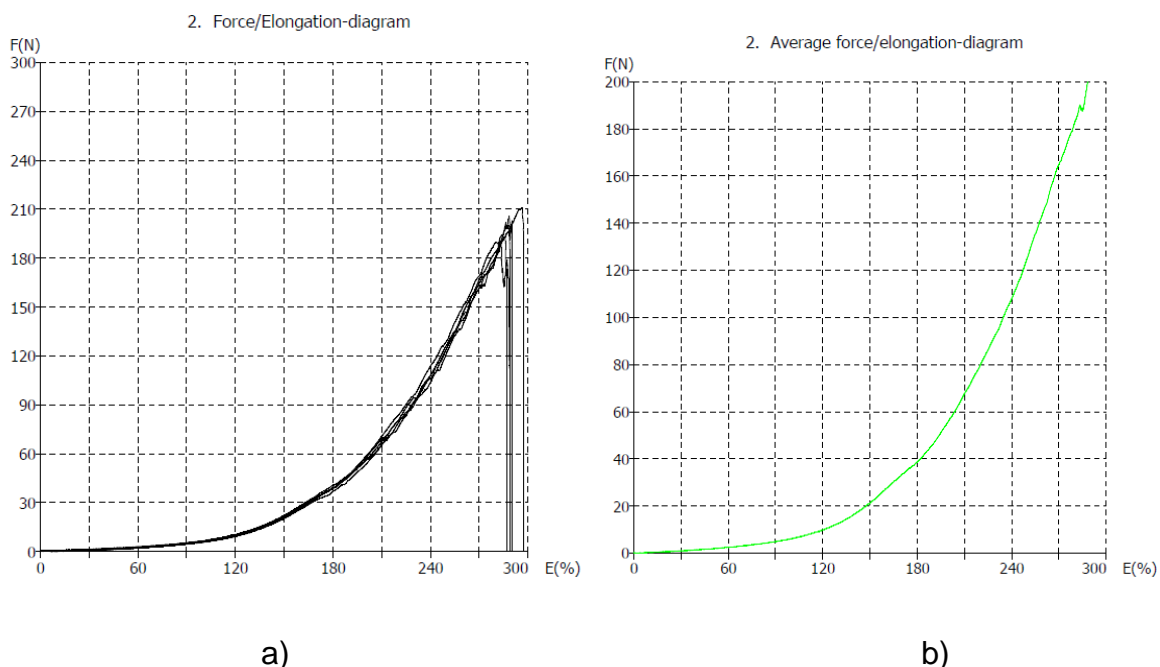 2. Force/Elongation-diagram
F(N)
300
270
240
210
180
150
120
90
60
30
0
0 60 120 180 240 300 E(%)
a)
2. Average force/elongation-diagram
F(N)
200
180
160
140
120
100
80
60
40
20
0
0 60 120 180 240 300 E(%)
b)